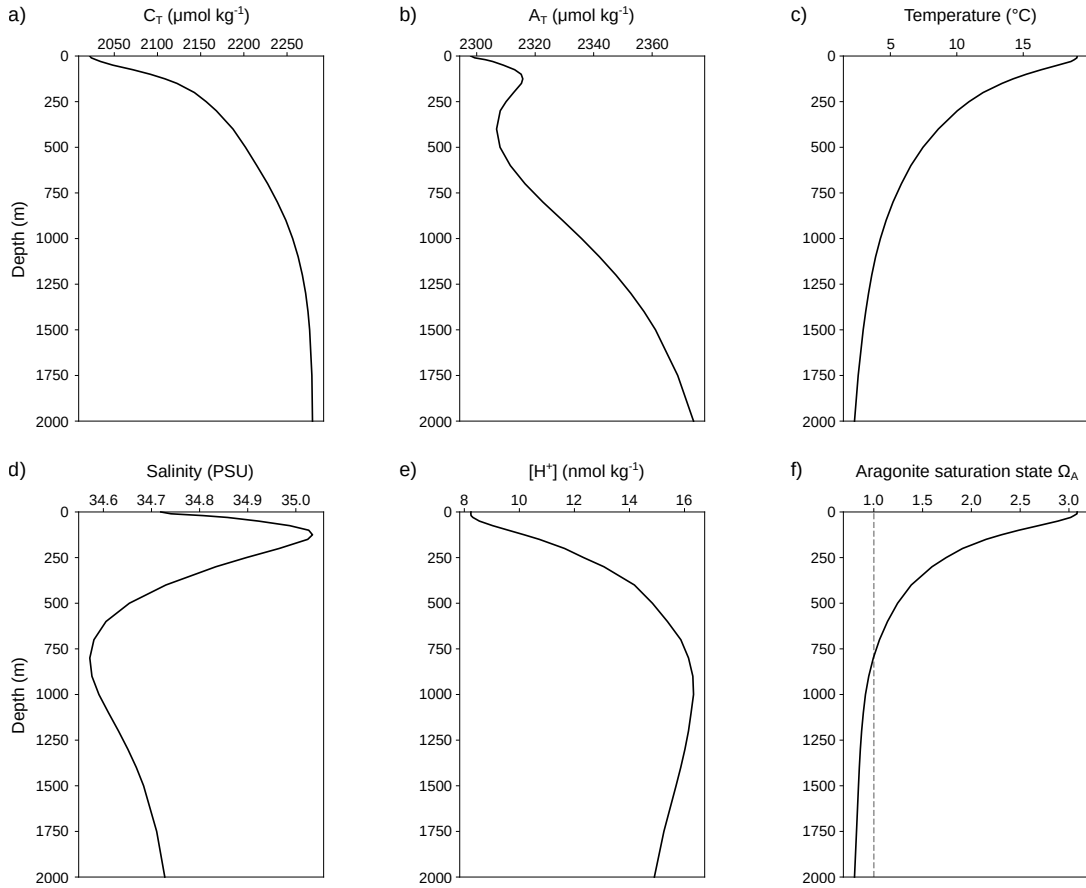 a)
C_T (μmol kg⁻¹)
2050 2100 2150 2200 2250
0
250
500
750
1000
1250
1500
1750
2000
Depth (m)
b)
A_T (μmol kg⁻¹)
2300 2320 2340 2360
0
250
500
750
1000
1250
1500
1750
2000
c)
Temperature (°C)
5 10 15
0
250
500
750
1000
1250
1500
1750
2000
d)
Salinity (PSU)
34.6 34.7 34.8 34.9 35.0
0
250
500
750
1000
1250
1500
1750
2000
Depth (m)
e)
[H⁺] (nmol kg⁻¹)
8 10 12 14 16
0
250
500
750
1000
1250
1500
1750
2000
f)
Aragonite saturation state Ω_A
1.0 1.5 2.0 2.5 3.0
0
250
500
750
1000
1250
1500
1750
2000